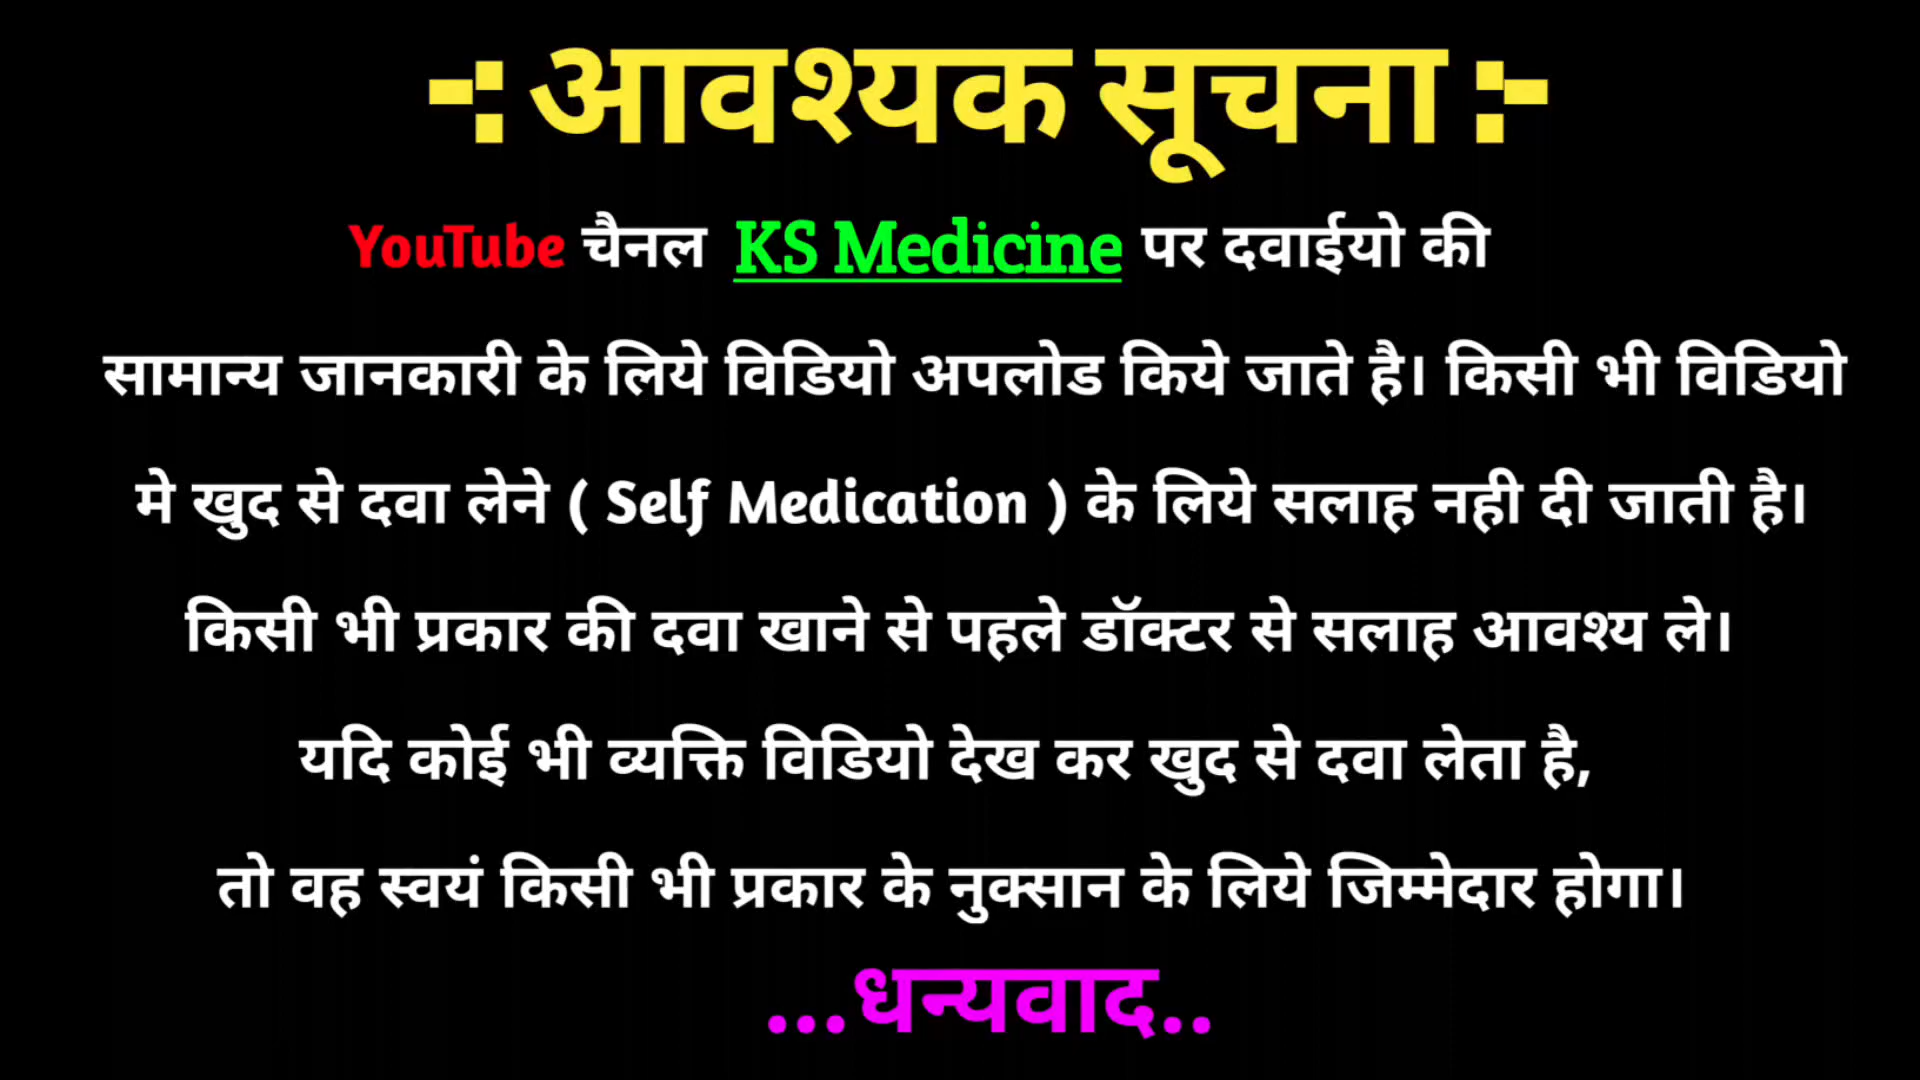 -: आवश्यक सूचना :-
YouTube चैनल KS Medicine पर दवाईयो की
सामान्य जानकारी के लिये विडियो अपलोड किये जाते है। किसी भी विडियो
मे खुद से दवा लेने ( Self Medication ) के लिये सलाह नही दी जाती है।
किसी भी प्रकार की दवा खाने से पहले डॉक्टर से सलाह आवश्य ले।
यदि कोई भी व्यक्ति विडियो देख कर खुद से दवा लेता है,
तो वह स्वयं किसी भी प्रकार के नुक्सान के लिये जिम्मेदार होगा।
...धन्यवाद..